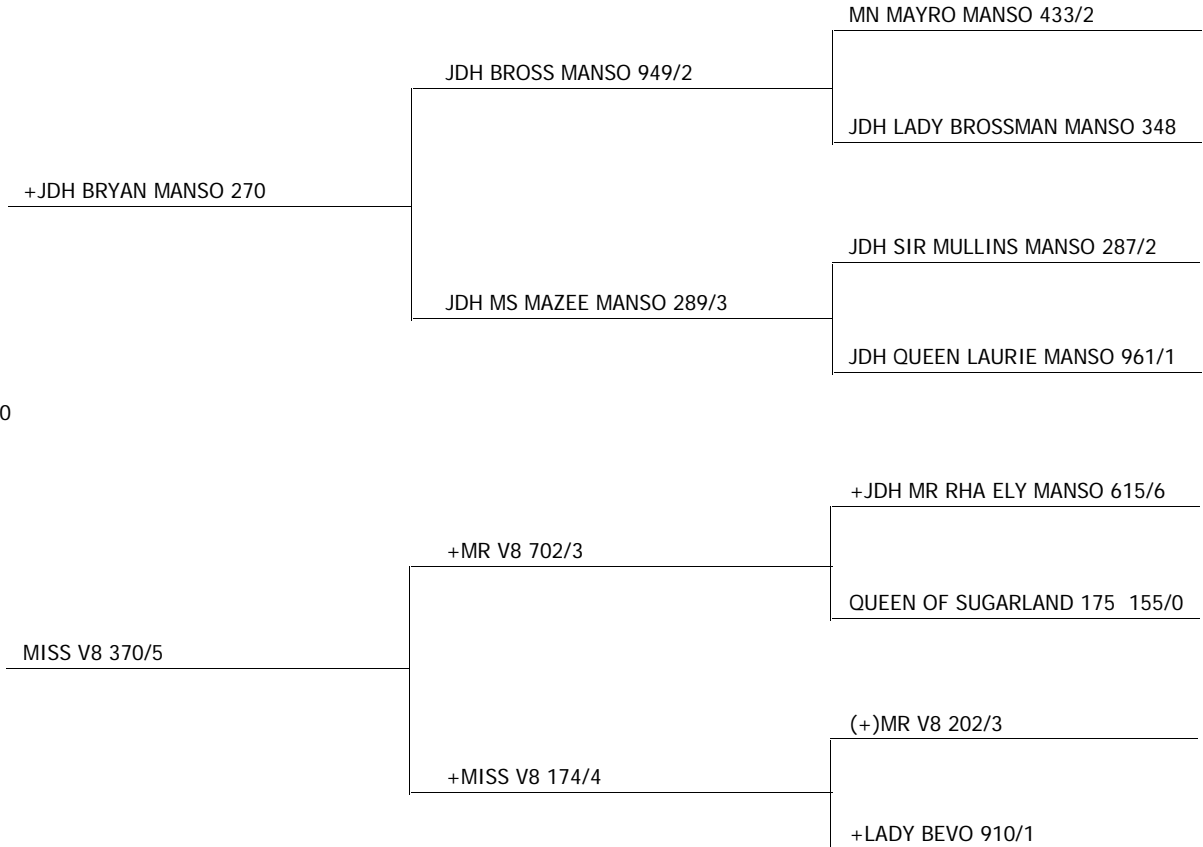 MN MAYRO MANSO 433/2
JDH BROSS MANSO 949/2
JDH LADY BROSSMAN MANSO 348
+JDH BRYAN MANSO 270
JDH SIR MULLINS MANSO 287/2
JDH MS MAZEE MANSO 289/3
JDH QUEEN LAURIE MANSO 961/1
0
+JDH MR RHA ELY MANSO 615/6
+MR V8 702/3
QUEEN OF SUGARLAND 175 155/0
MISS V8 370/5
(+)MR V8 202/3
+MISS V8 174/4
+LADY BEVO 910/1